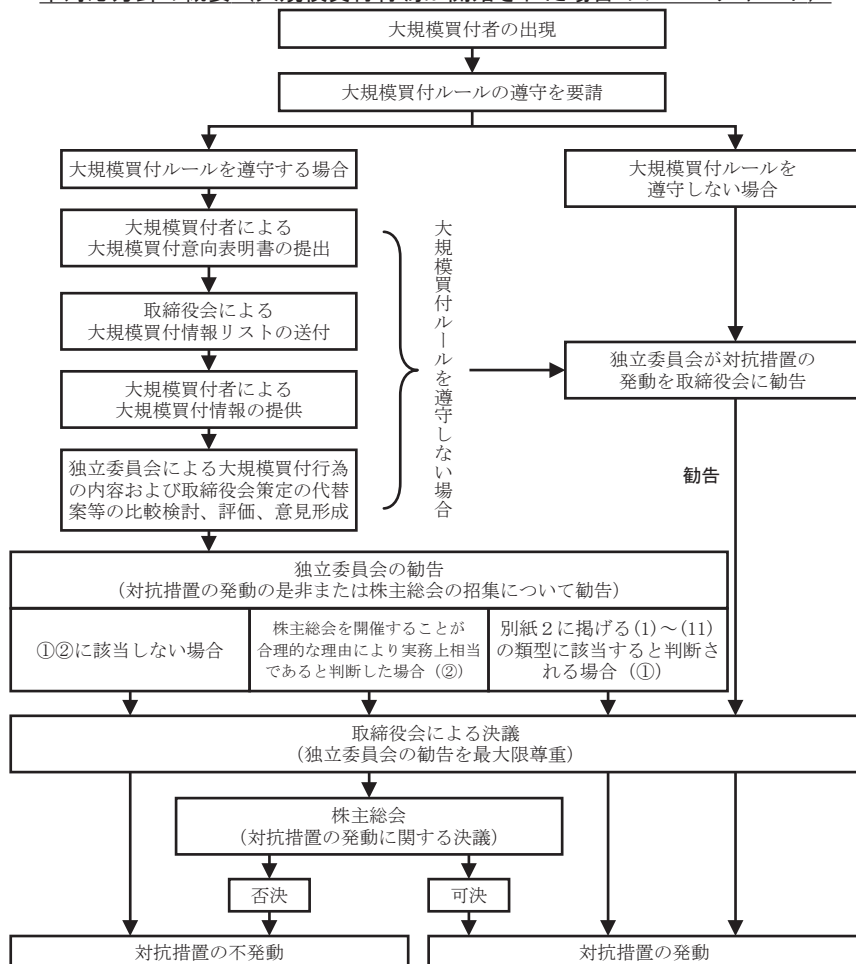 大規模買付者の出現
大規模買付ルールの遵守を要請
大規模買付ルールを遵守する場合
大規模買付ルールを
遵守しない場合
大規模買付者による
大規模買付意向表明書の提出
取締役会による
大規模買付情報リストの送付
大規模買付者による
大規模買付情報の提供
独立委員会による大規模買付行為
の内容および取締役会策定の代替
案等の比較検討、評価、意見形成
大規模買付ルールを遵守しない場合
独立委員会が対抗措置の
発動を取締役会に勧告
勧告
独立委員会の勧告
(対抗措置の発動の是非または株主総会の招集について勧告)
①②に該当しない場合
株主総会を開催することが
合理的な理由により実務上相当
であると判断した場合(②)
別紙2に掲げる(1)~(11)
の類型に該当すると判断さ
れる場合(①)
取締役会による決議
(独立委員会の勧告を最大限尊重)
株主総会
(対抗措置の発動に関する決議)
否決
可決
対抗措置の不発動
対抗措置の発動